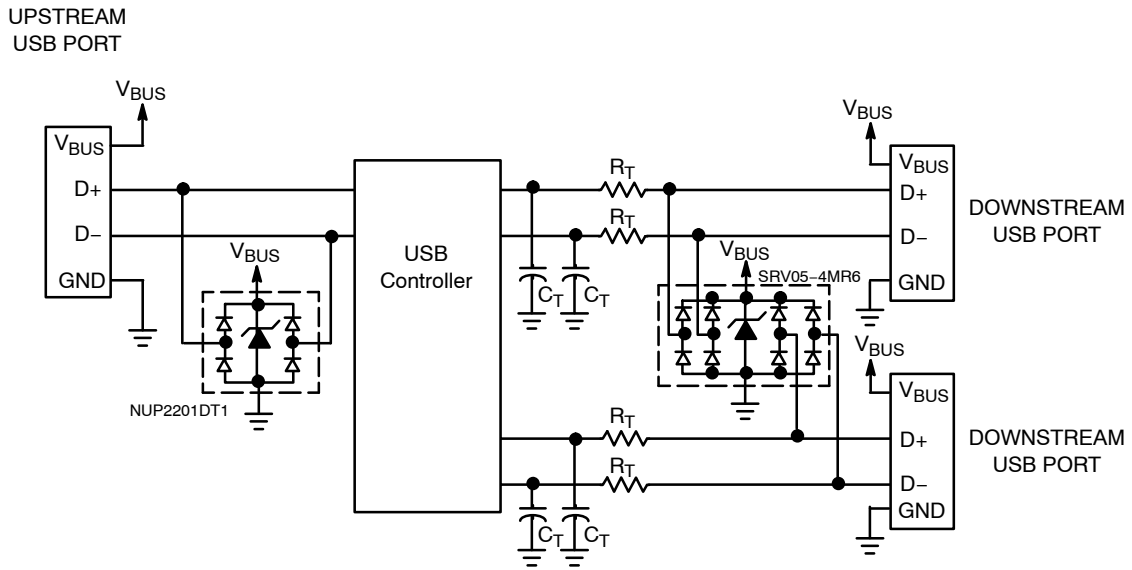 UPSTREAM
USB PORT
VBUS
VBUS
D+
D−
GND
VBUS
NUP2201DT1
USB
Controller
RT
RT
CT
CT
VBUS
SRV05−4MR6
VBUS
VBUS
D+
D−
GND
DOWNSTREAM
USB PORT
RT
RT
CT
CT
VBUS
VBUS
D+
D−
GND
DOWNSTREAM
USB PORT